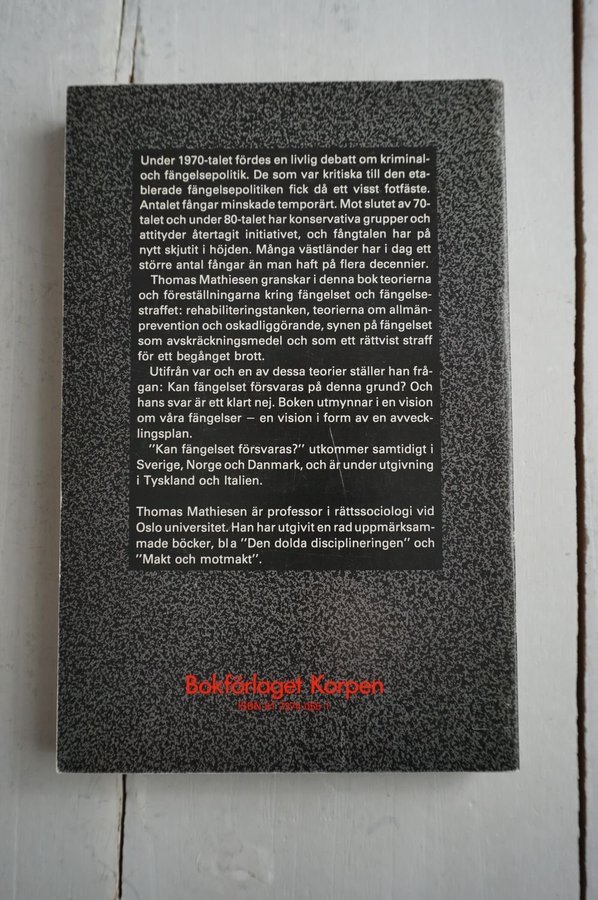 Under 1970-talet fördes en livlig debatt om kriminal-
och fängelsepolitik. De som var kritiska till den eta-
blerade fängelsepolitiken fick då ett visst fotfäste.
Antalet fångar minskade temporärt. Mot slutet av 70-
talet och under 80-talet har konservativa grupper och
attityder återtagit initiativet, och fångtalen har på
nytt skjutit i höjden. Många västländer har i dag ett
större antal fångar än man haft på flera decennier.
Thomas Mathiesen granskar i denna bok teorierna
och föreställningarna kring fängelset och fängelse-
straffet: rehabiliteringstanken, teorierna om allmän-
prevention och oskadliggörande, synen på fängelset
som avskräckningsmedel och som ett rättvist straff
för ett begånget brott.
Utifrån var och en av dessa teorier ställer han frå-
gan: Kan fängelset försvaras på denna grund? Och
hans svar är ett klart nej. Boken utmynnar i en vision
om våra fängelser – en vision i form av en avveck-
lingsplan.
"Kan fängelset försvaras?" utkommer samtidigt i
Sverige, Norge och Danmark, och är under utgivning
i Tyskland och Italien.
Thomas Mathiesen är professor i rättssociologi vid
Oslo universitet. Han har utgivit en rad uppmärksam-
made böcker, bl a "Den dolda disciplineringen" och
"Makt och motmakt".
Bokförlaget Korpen
ISBN